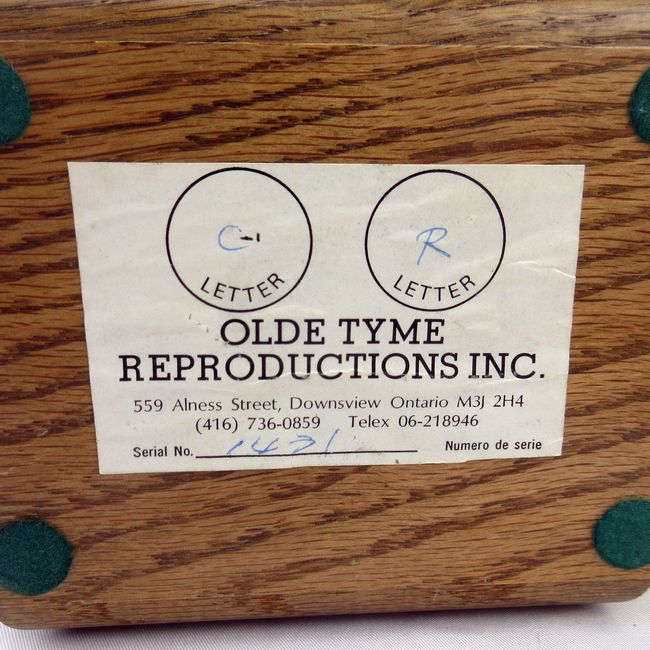 C-1 R
LETTER LETTER
OLDE TYME
REPRODUCTIONS INC.
559 Alness Street, Downsview Ontario M3J 2H4
(416) 736-0859 Telex 06-218946
Serial No. 1431 Numero de serie